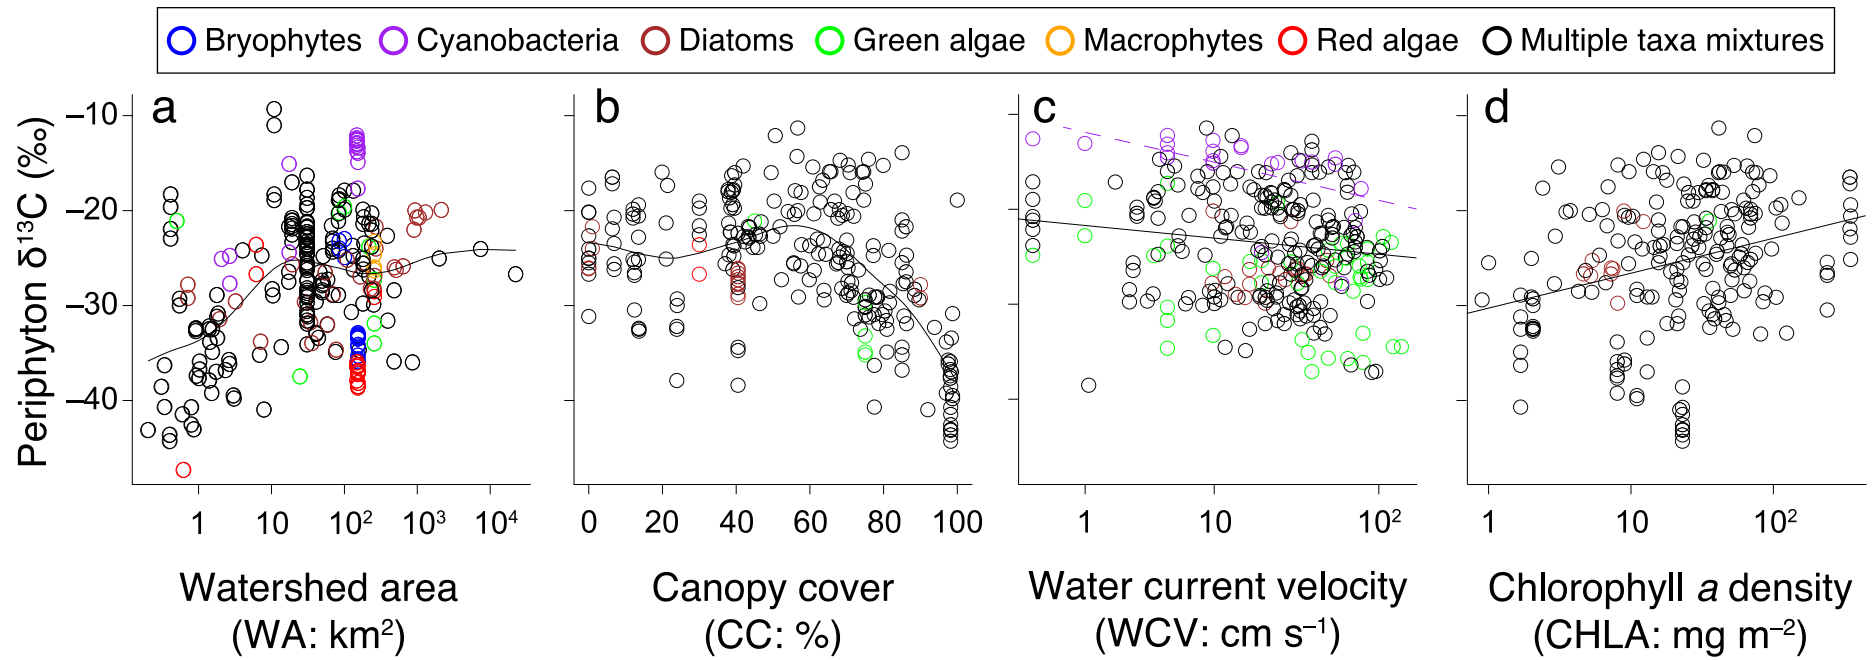 Bryophytes Cyanobacteria Diatoms Green algae Macrophytes Red algae Multiple taxa mixtures
Periphyton δ¹³C (‰)
−10
−20
−30
−40
a
b
c
d
1 10 10² 10³ 10⁴
0 20 40 60 80 100
1 10 10²
1 10 10²
Watershed area
(WA: km²)
Canopy cover
(CC: %)
Water current velocity
(WCV: cm s⁻¹)
Chlorophyll a density
(CHLA: mg m⁻²)